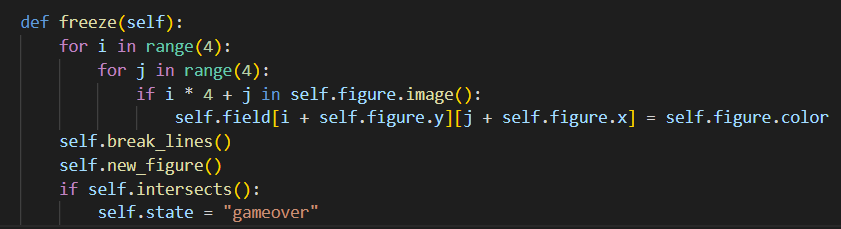 def freeze(self):
    for i in range(4):
        for j in range(4):
            if i * 4 + j in self.figure.image():
                self.field[i + self.figure.y][j + self.figure.x] = self.figure.color
    self.break_lines()
    self.new_figure()
    if self.intersects():
        self.state = "gameover"